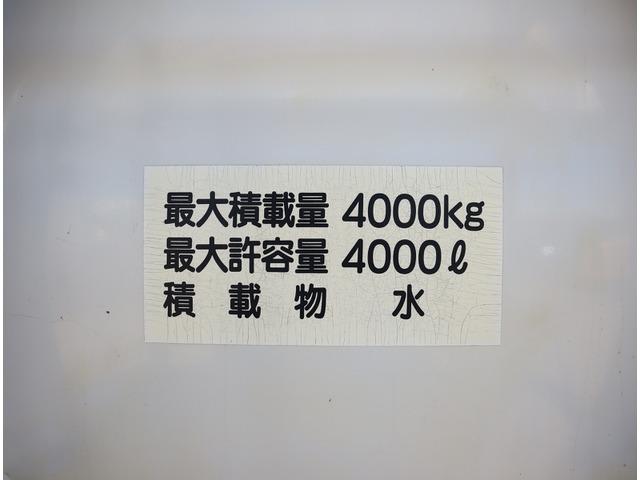 最大積載量 4000kg
最大許容量 4000ℓ
積載物 水